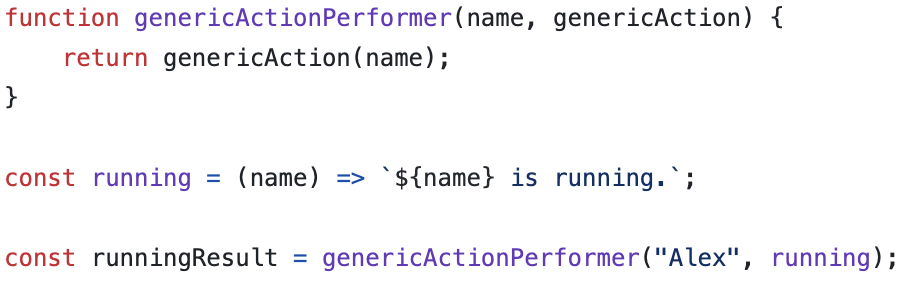 function genericActionPerformer(name, genericAction) {
    return genericAction(name);
}

const running = (name) => `${name} is running.`;

const runningResult = genericActionPerformer("Alex", running);